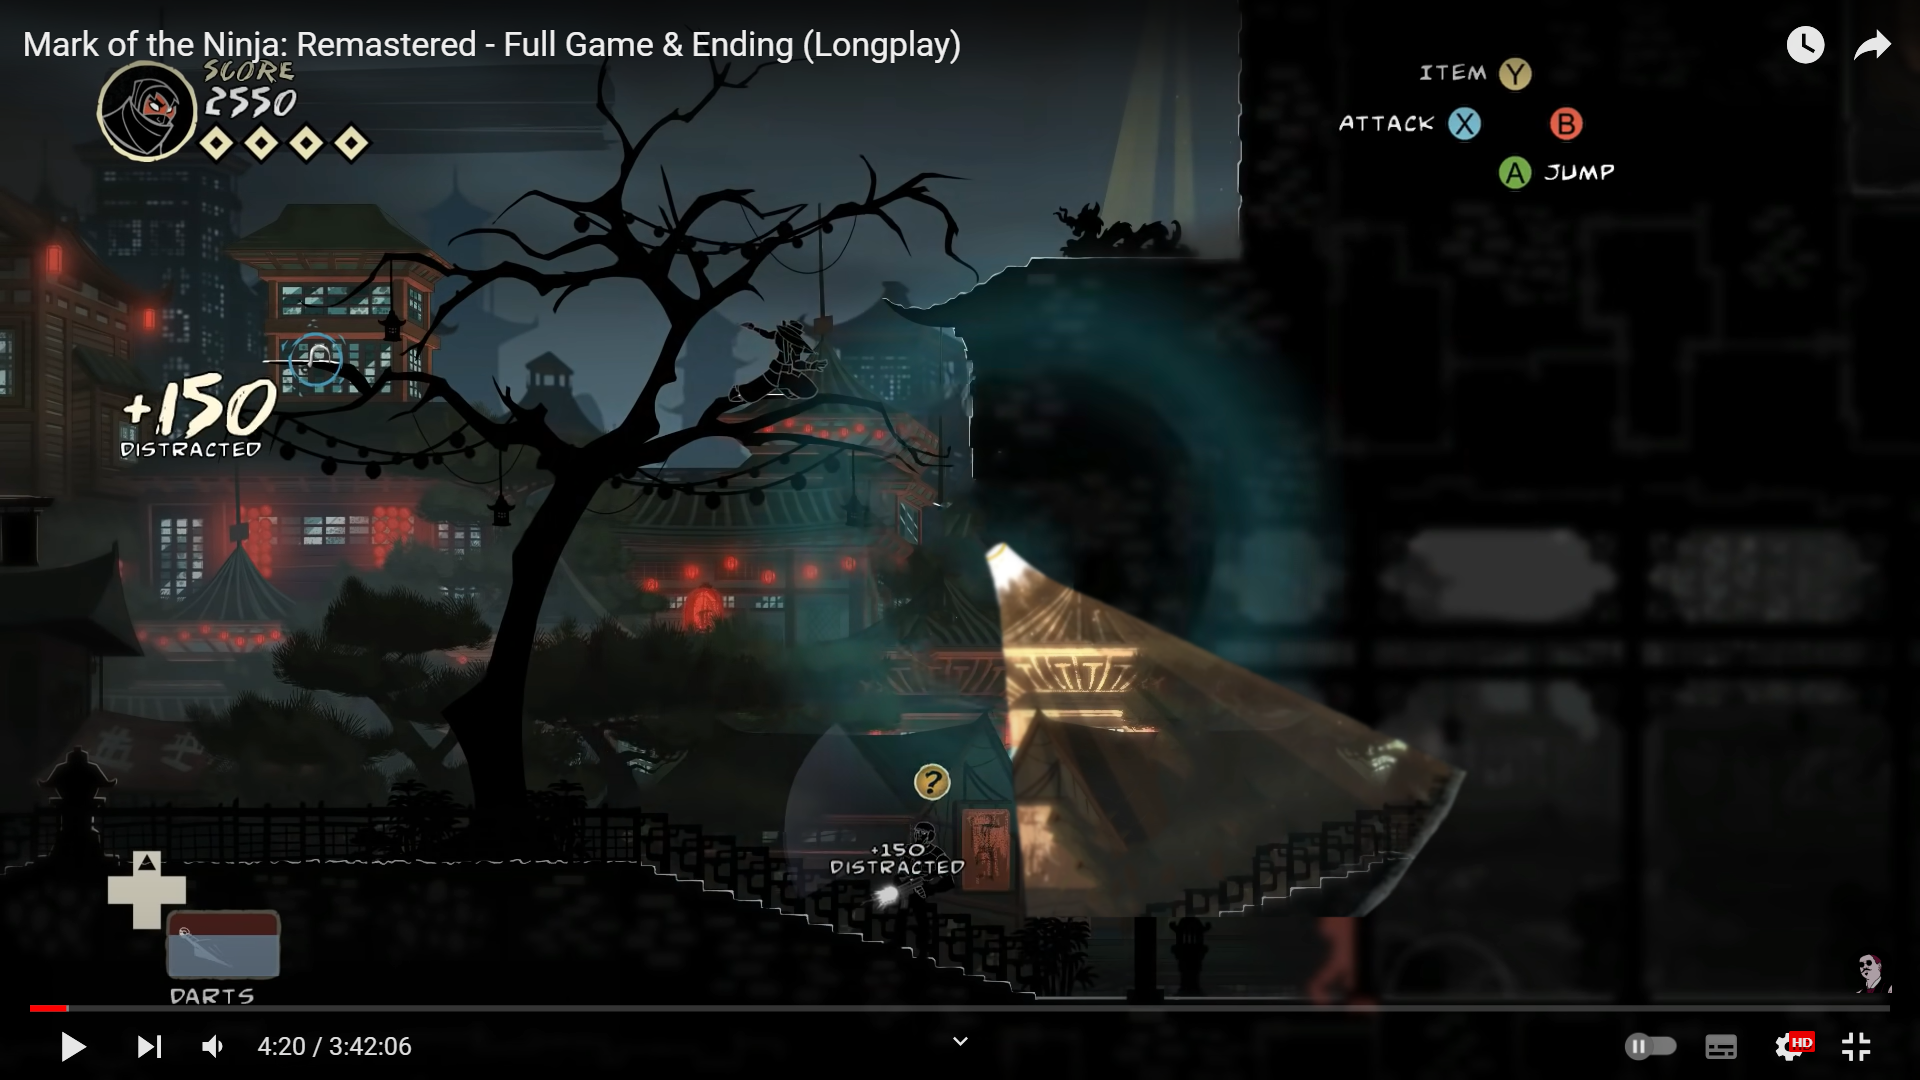 Mark of the Ninja: Remastered - Full Game & Ending (Longplay)
SCORE
2550
ITEM Y
ATTACK X B
A JUMP
+150
DISTRACTED
?
+150
DISTRACTED
DARTS
4:20 / 3:42:06
HD